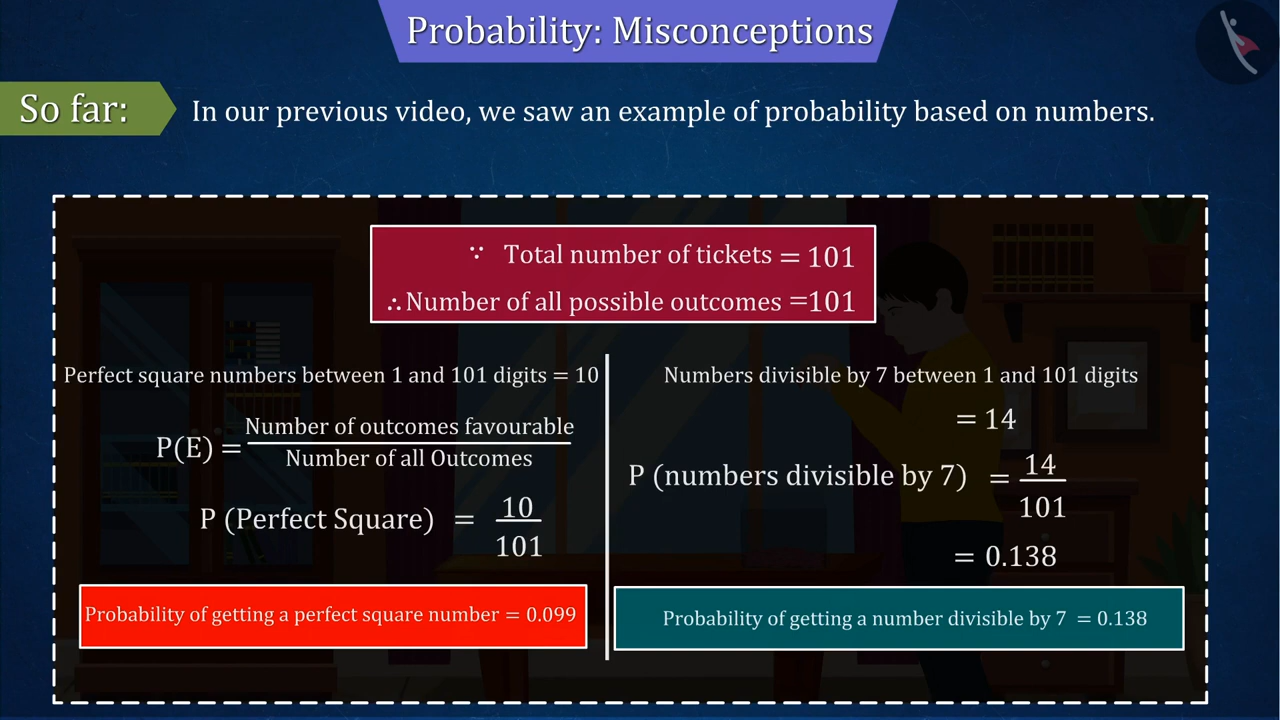 Probability: Misconceptions
So far:
In our previous video, we saw an example of probability based on numbers.
∵ Total number of tickets = 101
∴ Number of all possible outcomes =101
Perfect square numbers between 1 and 101 digits = 10
P(E) = Number of outcomes favourable
Number of all Outcomes
P (Perfect Square) = 10
101
Probability of getting a perfect square number = 0.099
Numbers divisible by 7 between 1 and 101 digits
= 14
P (numbers divisible by 7) = 14
101
= 0.138
Probability of getting a number divisible by 7 = 0.138